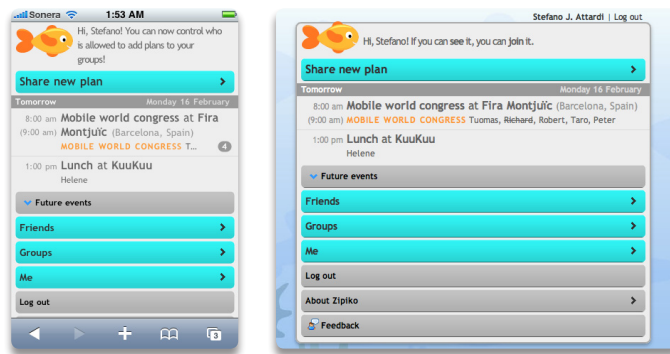 Sonera 1:53 AM
Hi, Stefano! You can now control who
is allowed to add plans to your
groups!
Share new plan
Tomorrow Monday 16 February
8:00 am Mobile world congress at Fira
(9:00 am) Montjuïc (Barcelona, Spain)
MOBILE WORLD CONGRESS T... 4
1:00 pm Lunch at KuuKuu
Helene
Future events
Friends
Groups
Me
Log out
3
Stefano J. Attardi | Log out
Hi, Stefano! If you can see it, you can join it.
Share new plan
Tomorrow Monday 16 February
8:00 am Mobile world congress at Fira Montjuïc (Barcelona, Spain)
(9:00 am) MOBILE WORLD CONGRESS Tuomas, Richard, Robert, Taro, Peter
1:00 pm Lunch at KuuKuu
Helene
Future events
Friends
Groups
Me
Log out
About Zipiko
Feedback